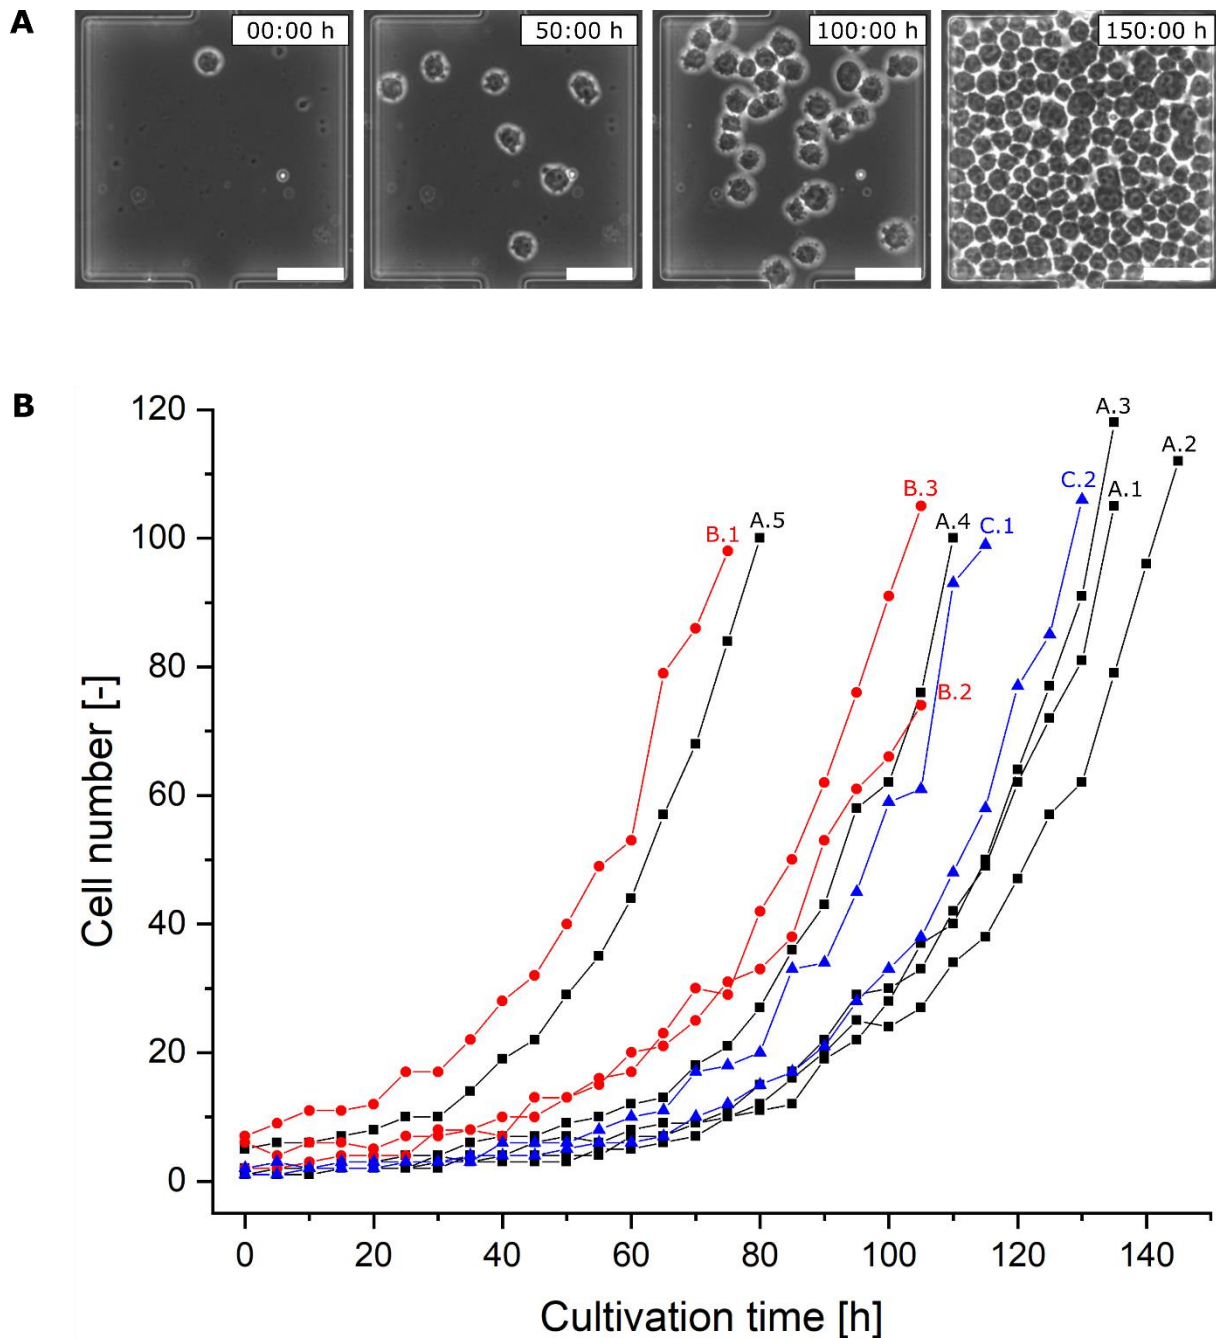 A
00:00 h
50:00 h
100:00 h
150:00 h
B
120
100
80
60
40
20
0
Cell number [-]
A.3
A.2
B.3
C.2
A.1
B.1
A.5
A.4
C.1
B.2
0 20 40 60 80 100 120 140
Cultivation time [h]